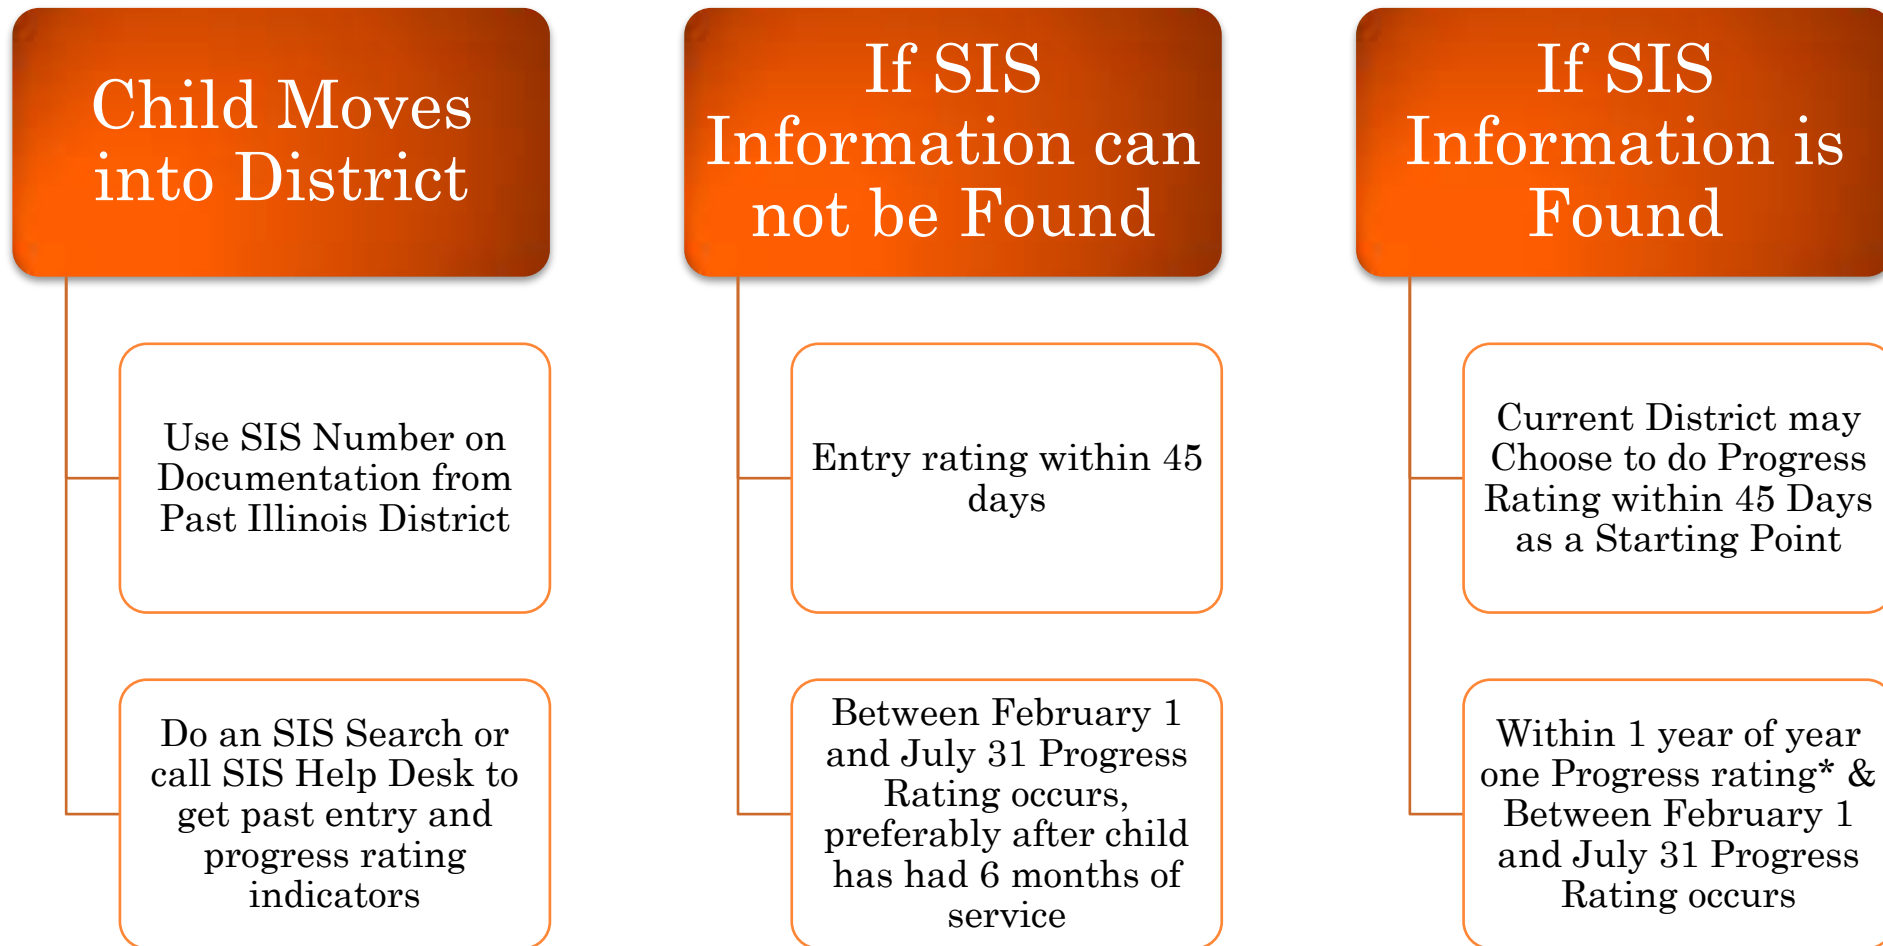 Child Moves
into District
Use SIS Number on
Documentation from
Past Illinois District
Do an SIS Search or
call SIS Help Desk to
get past entry and
progress rating
indicators
If SIS
Information can
not be Found
Entry rating within 45
days
Between February 1
and July 31 Progress
Rating occurs,
preferably after child
has had 6 months of
service
If SIS
Information is
Found
Current District may
Choose to do Progress
Rating within 45 Days
as a Starting Point
Within 1 year of year
one Progress rating* &
Between February 1
and July 31 Progress
Rating occurs